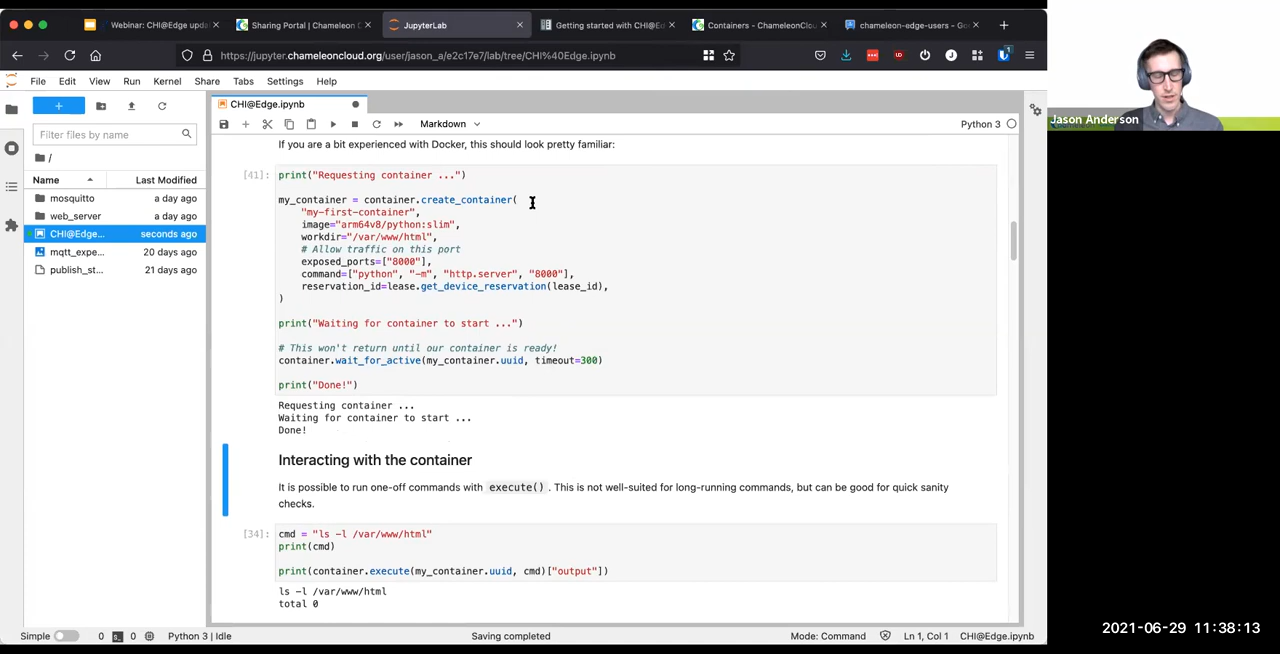 Webinar: CHI@Edge upda
Sharing Portal | Chameleon C
JupyterLab
Getting started with CHI@Ed
Containers - ChameleonClou
chameleon-edge-users - Go
https://jupyter.chameleoncloud.org/user/jason_a/e2c17e7/lab/tree/CHI%40Edge.ipynb
File Edit View Run Kernel Share Tabs Settings Help
CHI@Edge.ipynb
Markdown
Python 3
Filter files by name
/
Name Last Modified
mosquitto a day ago
web_server a day ago
CHI@Edge... seconds ago
mqtt_expe... 20 days ago
publish_st... 21 days ago
If you are a bit experienced with Docker, this should look pretty familiar:
[41]: print("Requesting container ...")
my_container = container.create_container(
"my-first-container",
image="arm64v8/python:slim",
workdir="/var/www/html",
# Allow traffic on this port
exposed_ports=["8000"],
command=["python", "-m", "http.server", "8000"],
reservation_id=lease.get_device_reservation(lease_id),
)
print("Waiting for container to start ...")
# This won't return until our container is ready!
container.wait_for_active(my_container.uuid, timeout=300)
print("Done!")
Requesting container ...
Waiting for container to start ...
Done!
Interacting with the container
It is possible to run one-off commands with execute() . This is not well-suited for long-running commands, but can be good for quick sanity
checks.
[34]: cmd = "ls -l /var/www/html"
print(cmd)
print(container.execute(my_container.uuid, cmd)["output"])
ls -l /var/www/html
total 0
Simple 0 0 Python 3 | Idle Saving completed Mode: Command Ln 1, Col 1 CHI@Edge.ipynb
Jason Anderson
2021-06-29 11:38:13